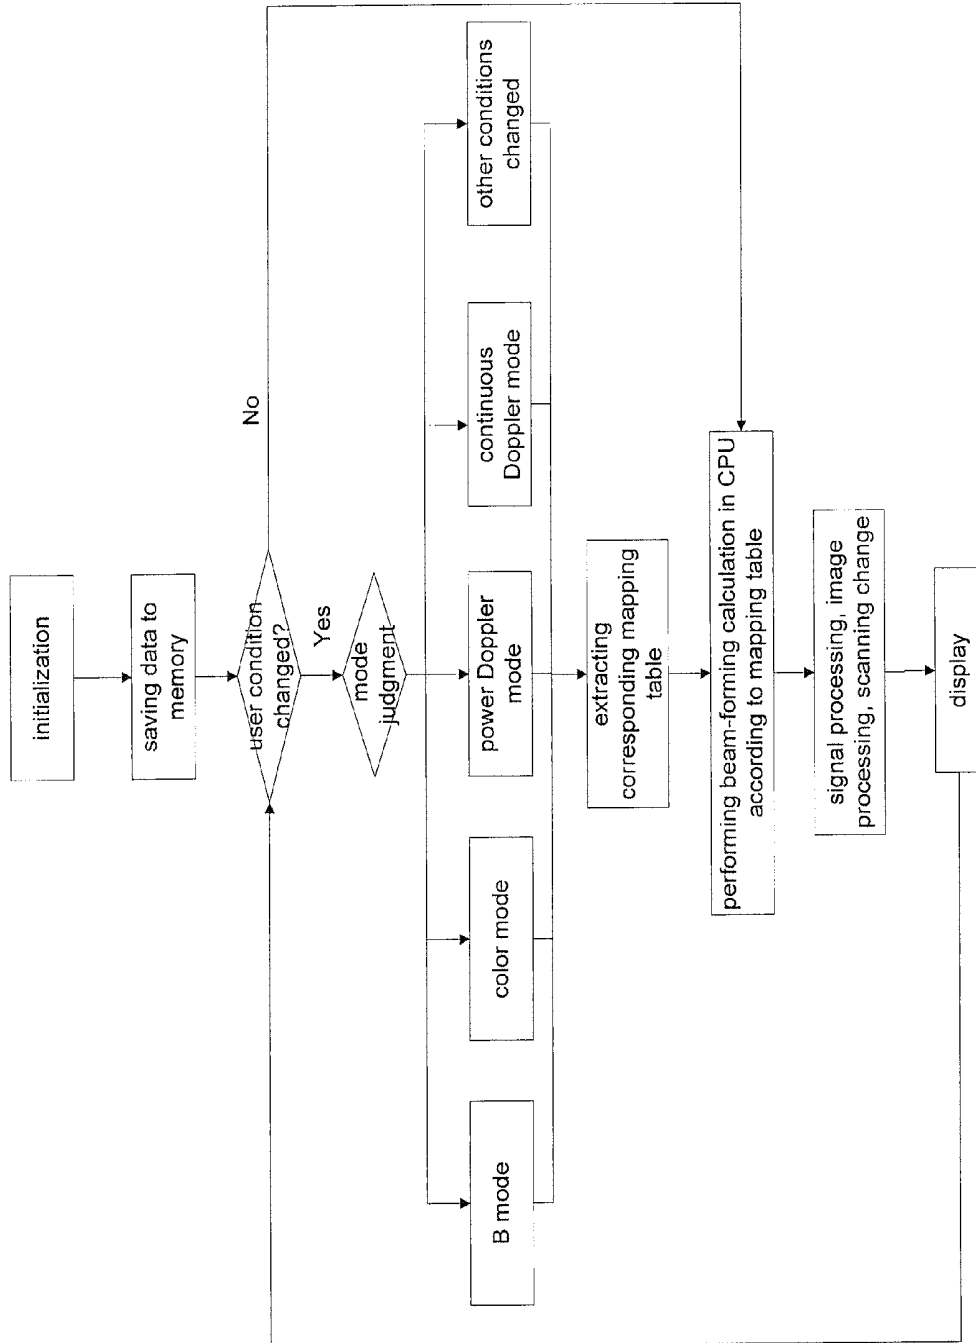 initialization
saving data to
memory
user condition
changed?
No
Yes
mode
judgment
B mode
color mode
power Doppler
mode
continuous
Doppler mode
other conditions
changed
extracting
corresponding mapping
table
performing beam-forming calculation in CPU
according to mapping table
signal processing, image
processing, scanning change
display